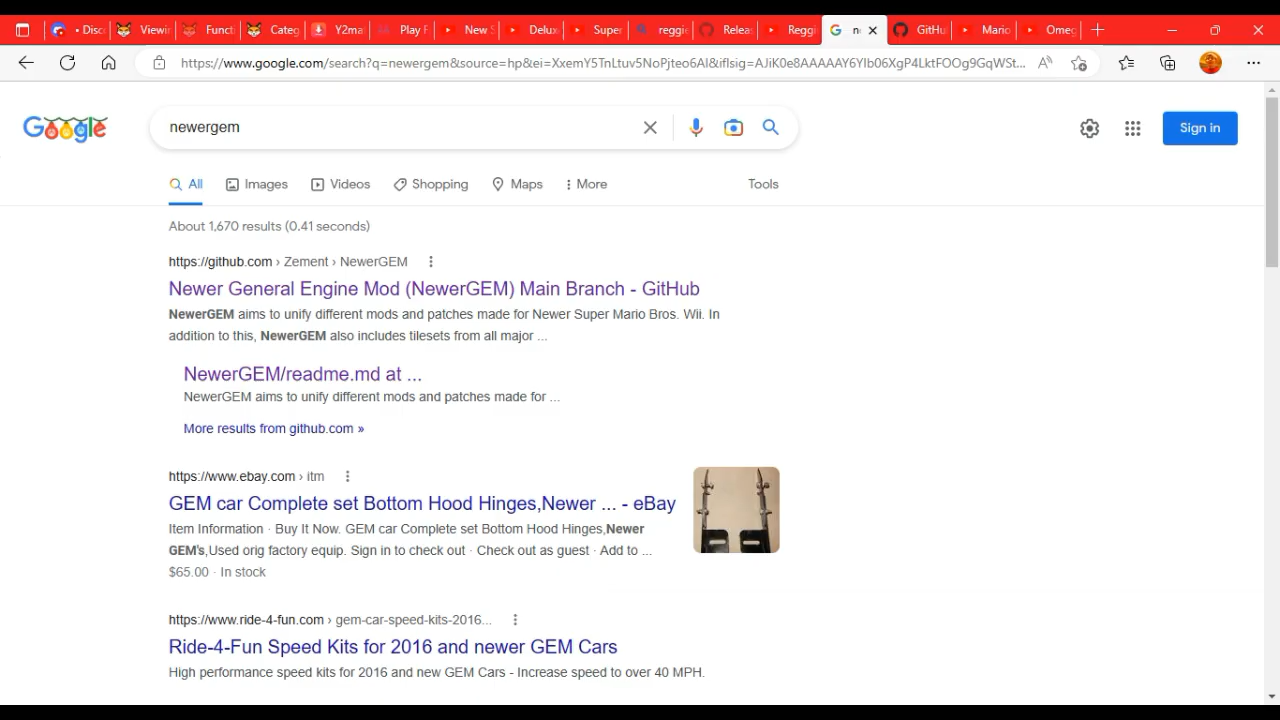 Disc
Viewin
Functi
Categ
Y2ma
Play F
New S
Delux
Super
reggie
Relea
Reggi
ne
GitHu
Mario
Omeg
https://www.google.com/search?q=newergem&source=hp&ei=XxemY5TnLtuv5NoPjteo6AI&iflsig=AJiK0e8AAAAAY6Ylb06XgP4LktFOOg9GqWSt...
Google
newergem
Sign in
All
Images
Videos
Shopping
Maps
More
Tools
About 1,670 results (0.41 seconds)
https://github.com › Zement › NewerGEM
Newer General Engine Mod (NewerGEM) Main Branch - GitHub
NewerGEM aims to unify different mods and patches made for Newer Super Mario Bros. Wii. In
addition to this, NewerGEM also includes tilesets from all major ...
NewerGEM/readme.md at ...
NewerGEM aims to unify different mods and patches made for ...
More results from github.com »
https://www.ebay.com › itm
GEM car Complete set Bottom Hood Hinges,Newer ... - eBay
Item Information · Buy It Now. GEM car Complete set Bottom Hood Hinges,Newer
GEM's,Used orig factory equip. Sign in to check out · Check out as guest · Add to ...
$65.00 · In stock
https://www.ride-4-fun.com › gem-car-speed-kits-2016...
Ride-4-Fun Speed Kits for 2016 and newer GEM Cars
High performance speed kits for 2016 and new GEM Cars - Increase speed to over 40 MPH.